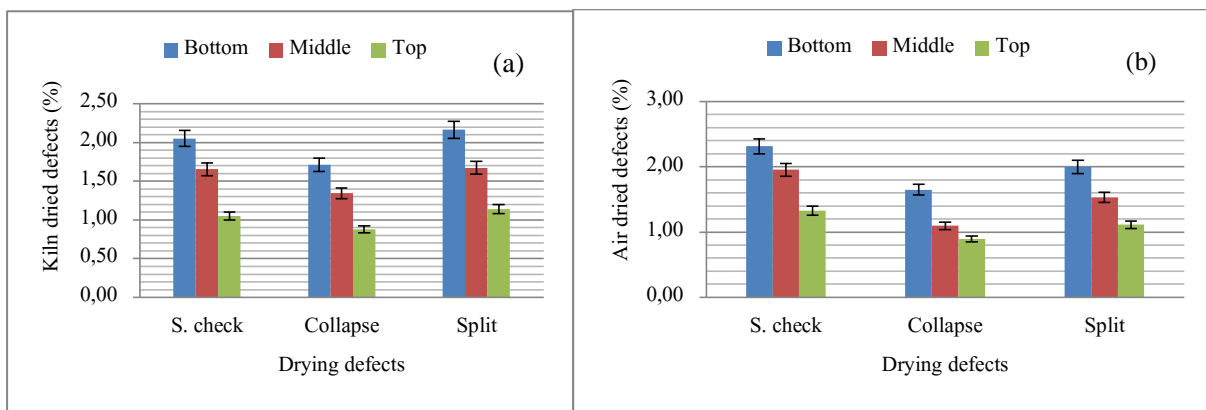 Bottom Middle Top
(a)
Kiln dried defects (%)
2,50
2,00
1,50
1,00
0,50
0,00
S. check Collapse Split
Drying defects
Bottom Middle Top
(b)
Air dried defects (%)
3,00
2,00
1,00
0,00
S. check Collapse Split
Drying defects